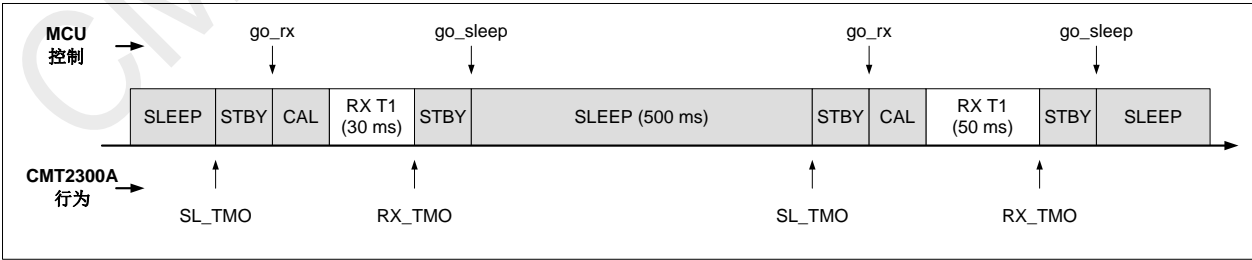 MCU
控制
go_rx
go_sleep
go_rx
go_sleep
SLEEP
STBY
CAL
RX T1
(30 ms)
STBY
SLEEP (500 ms)
STBY
CAL
RX T1
(50 ms)
STBY
SLEEP
CMT2300A
行为
SL_TMO
RX_TMO
SL_TMO
RX_TMO